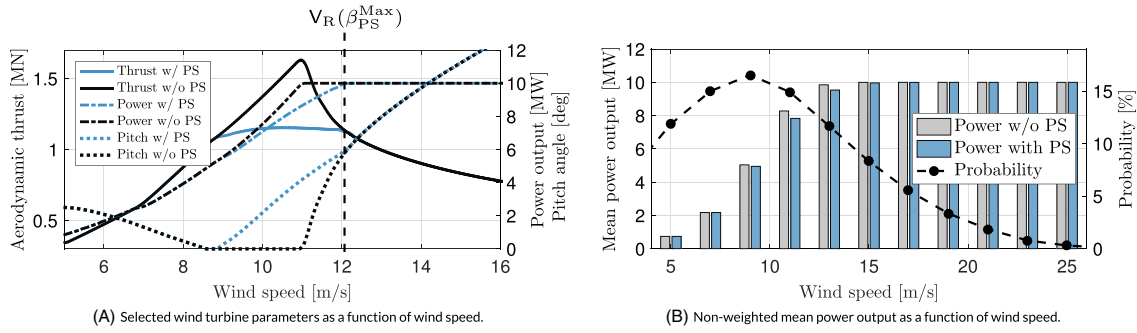 V_R(β_PS^Max)
Aerodynamic thrust [MN]
1.5
1
0.5
Thrust w/ PS
Thrust w/o PS
Power w/ PS
Power w/o PS
Pitch w/ PS
Pitch w/o PS
12
10
8
6
4
2
0
Power output [MW]
Pitch angle [deg]
6 8 10 12 14 16
Wind speed [m/s]
(A) Selected wind turbine parameters as a function of wind speed.
Mean power output [MW]
12
10
8
6
4
2
0
Power w/o PS
Power with PS
Probability
15
10
5
0
Probability [%]
5 10 15 20 25
Wind speed [m/s]
(B) Non-weighted mean power output as a function of wind speed.